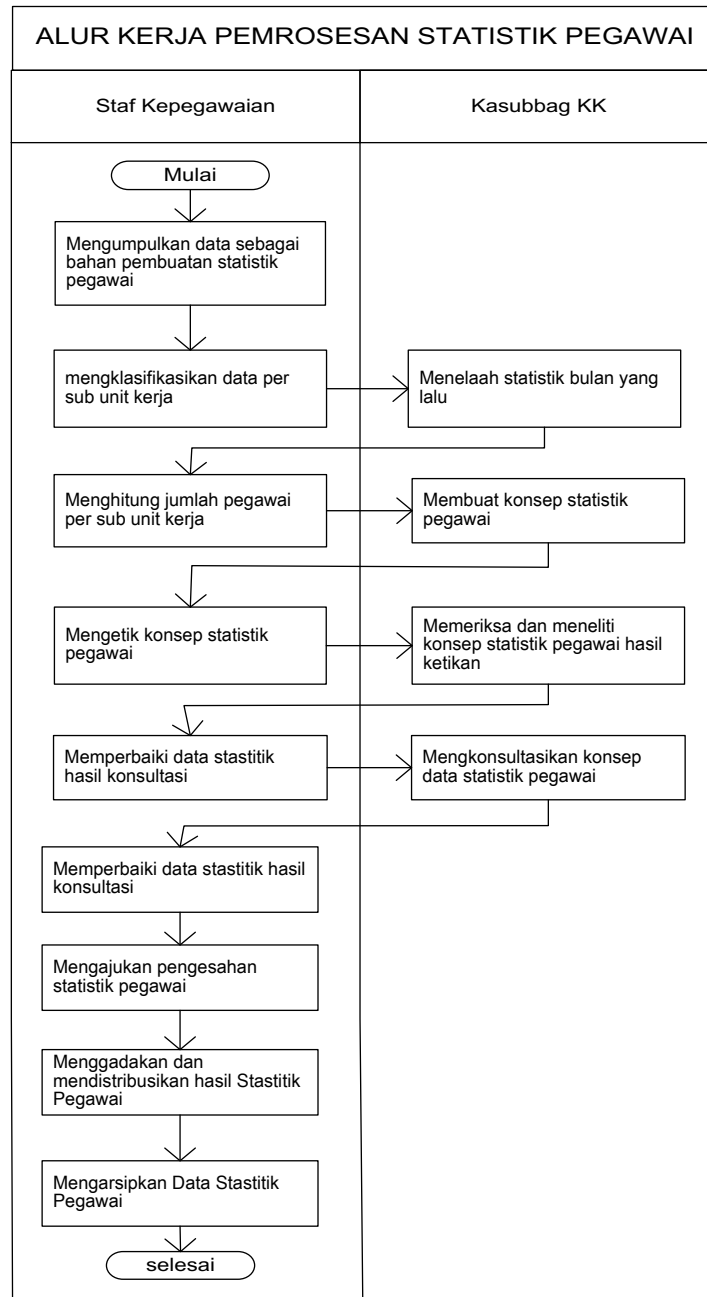 ALUR KERJA PEMROSESAN STATISTIK PEGAWAI
Staf Kepegawaian
Kasubbag KK
Mulai
Mengumpulkan data sebagai
bahan pembuatan statistik
pegawai
mengklasifikasikan data per
sub unit kerja
Menelaah statistik bulan yang
lalu
Menghitung jumlah pegawai
per sub unit kerja
Membuat konsep statistik
pegawai
Mengetik konsep statistik
pegawai
Memeriksa dan meneliti
konsep statistik pegawai hasil
ketikan
Memperbaiki data stastitik
hasil konsultasi
Mengkonsultasikan konsep
data statistik pegawai
Memperbaiki data stastitik hasil
konsultasi
Mengajukan pengesahan
statistik pegawai
Menggadakan dan
mendistribusikan hasil Stastitik
Pegawai
Mengarsipkan Data Stastitik
Pegawai
selesai